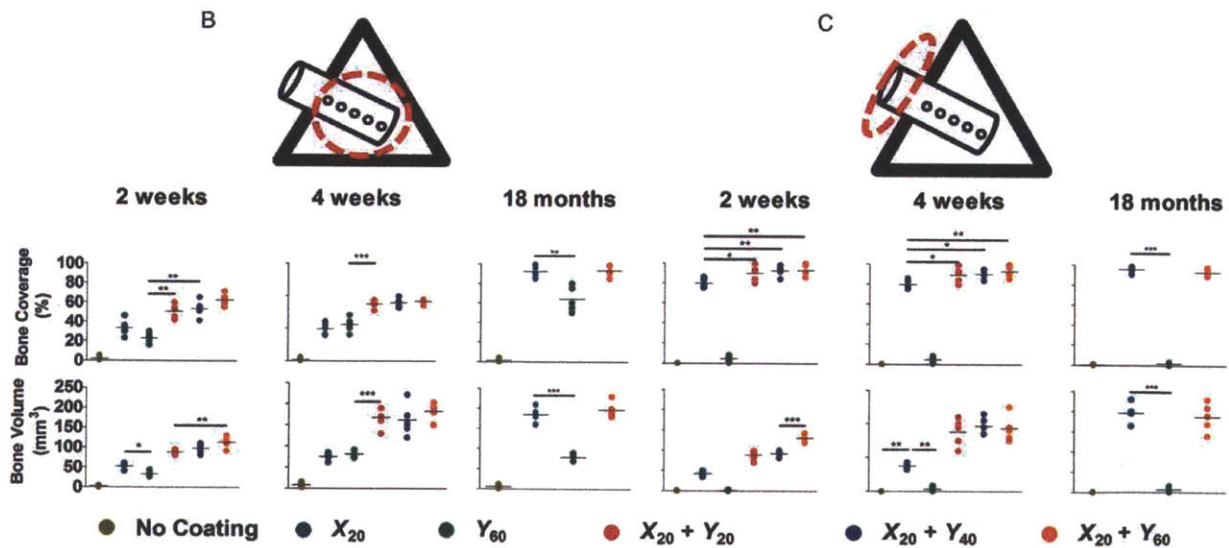 B C
2 weeks 4 weeks 18 months 2 weeks 4 weeks 18 months
** ** *** ** ** ** * ** * * ***
Bone Coverage
(%)
100
80
60
40
20
0
* ** *** *** *** ** ** ***
Bone Volume
(mm³)
250
200
150
100
50
0
No Coating X₂₀ Y₆₀ X₂₀ + Y₂₀ X₂₀ + Y₄₀ X₂₀ + Y₆₀